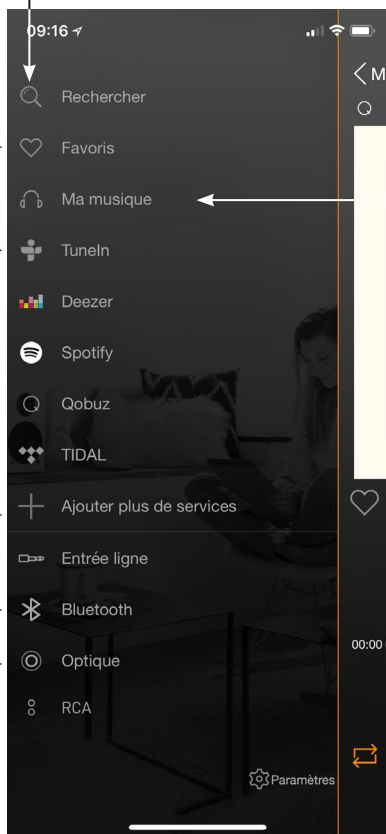 09:16
M
Rechercher
Favoris
Ma musique
TuneIn
Deezer
Spotify
Qobuz
TIDAL
Ajouter plus de services
Entrée ligne
Bluetooth
00:00
Optique
RCA
Paramètres